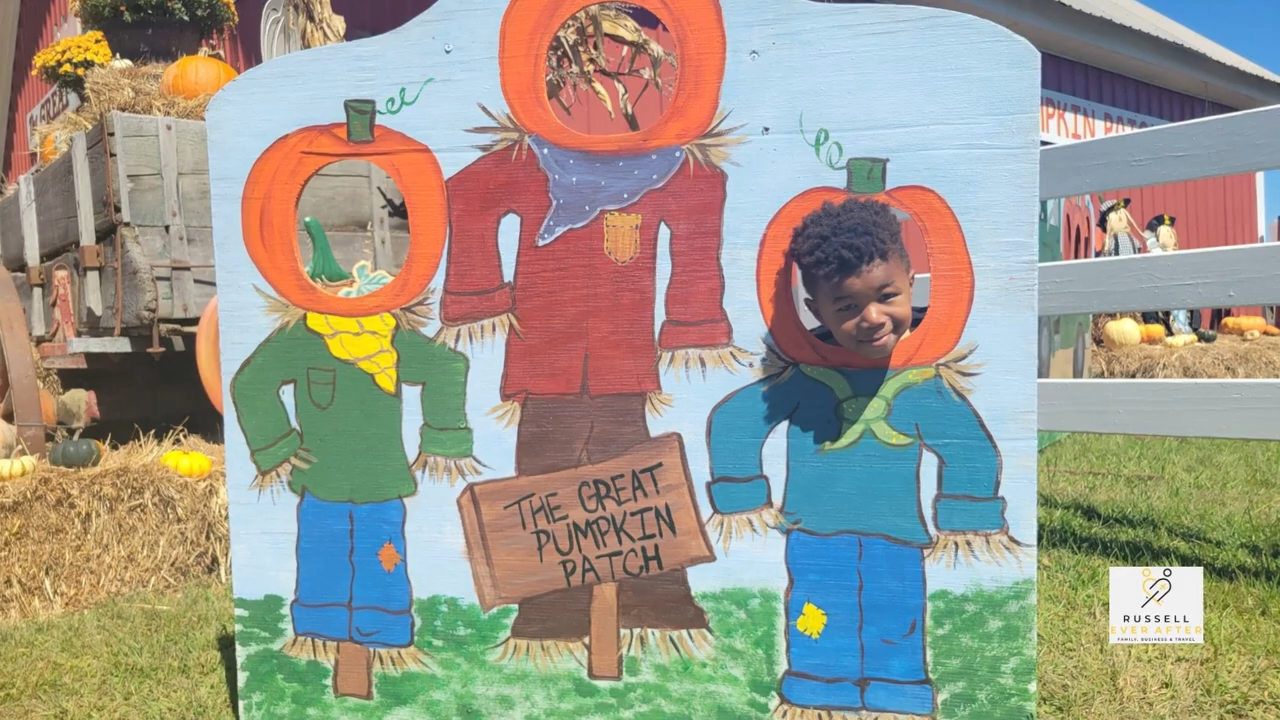 THE GREAT
PUMPKIN
PATCH
RUSSELL
EVER AFTER
FAMILY, BUSINESS & TRAVEL